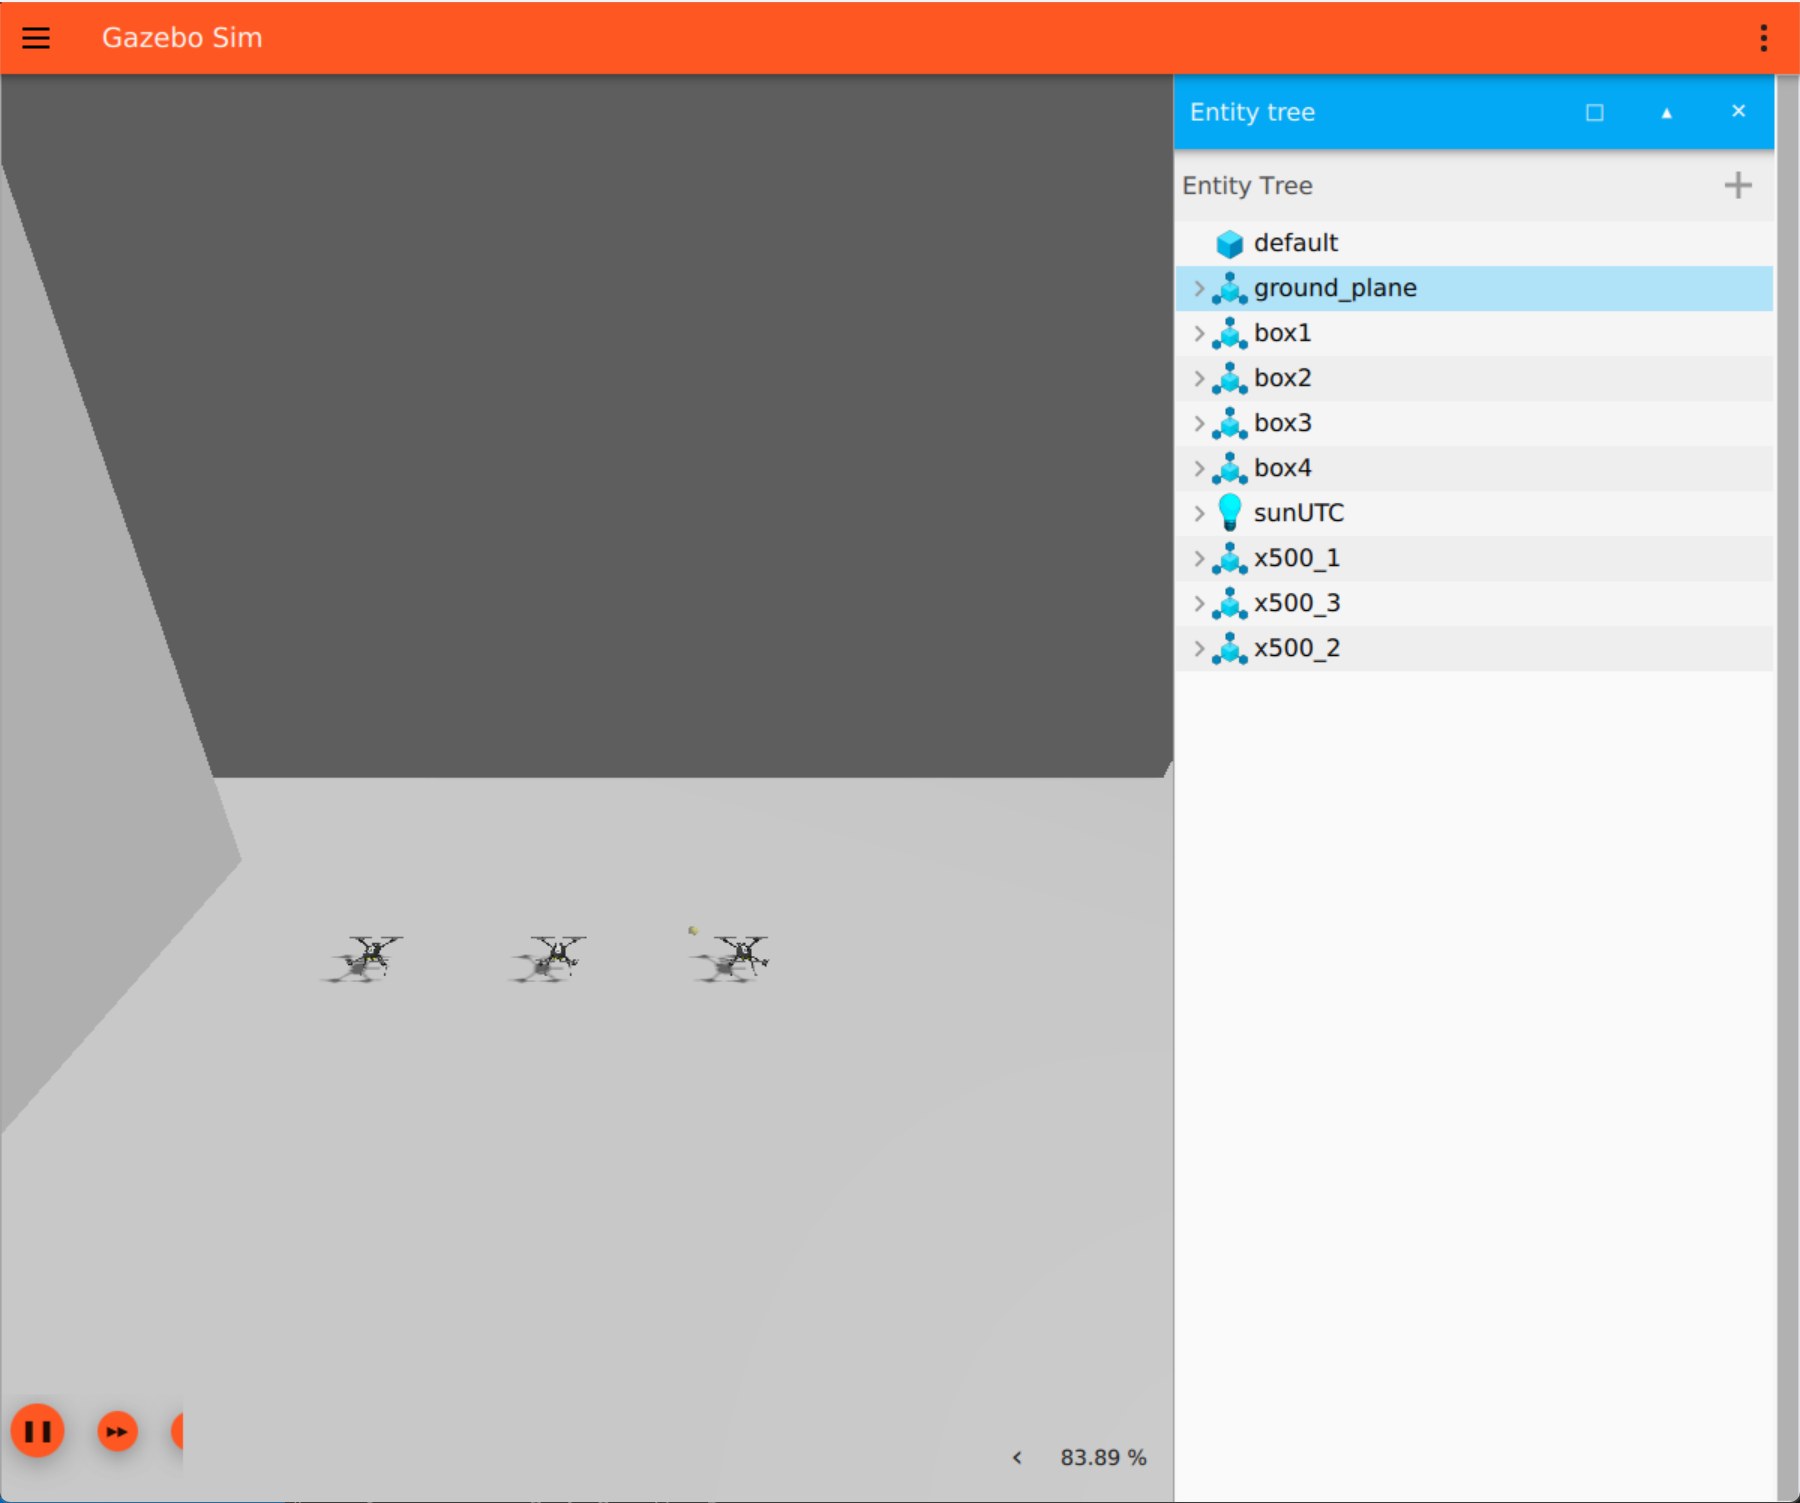 Gazebo Sim
Entity tree
Entity Tree
default
ground_plane
box1
box2
box3
box4
sunUTC
x500_1
x500_3
x500_2
83.89 %